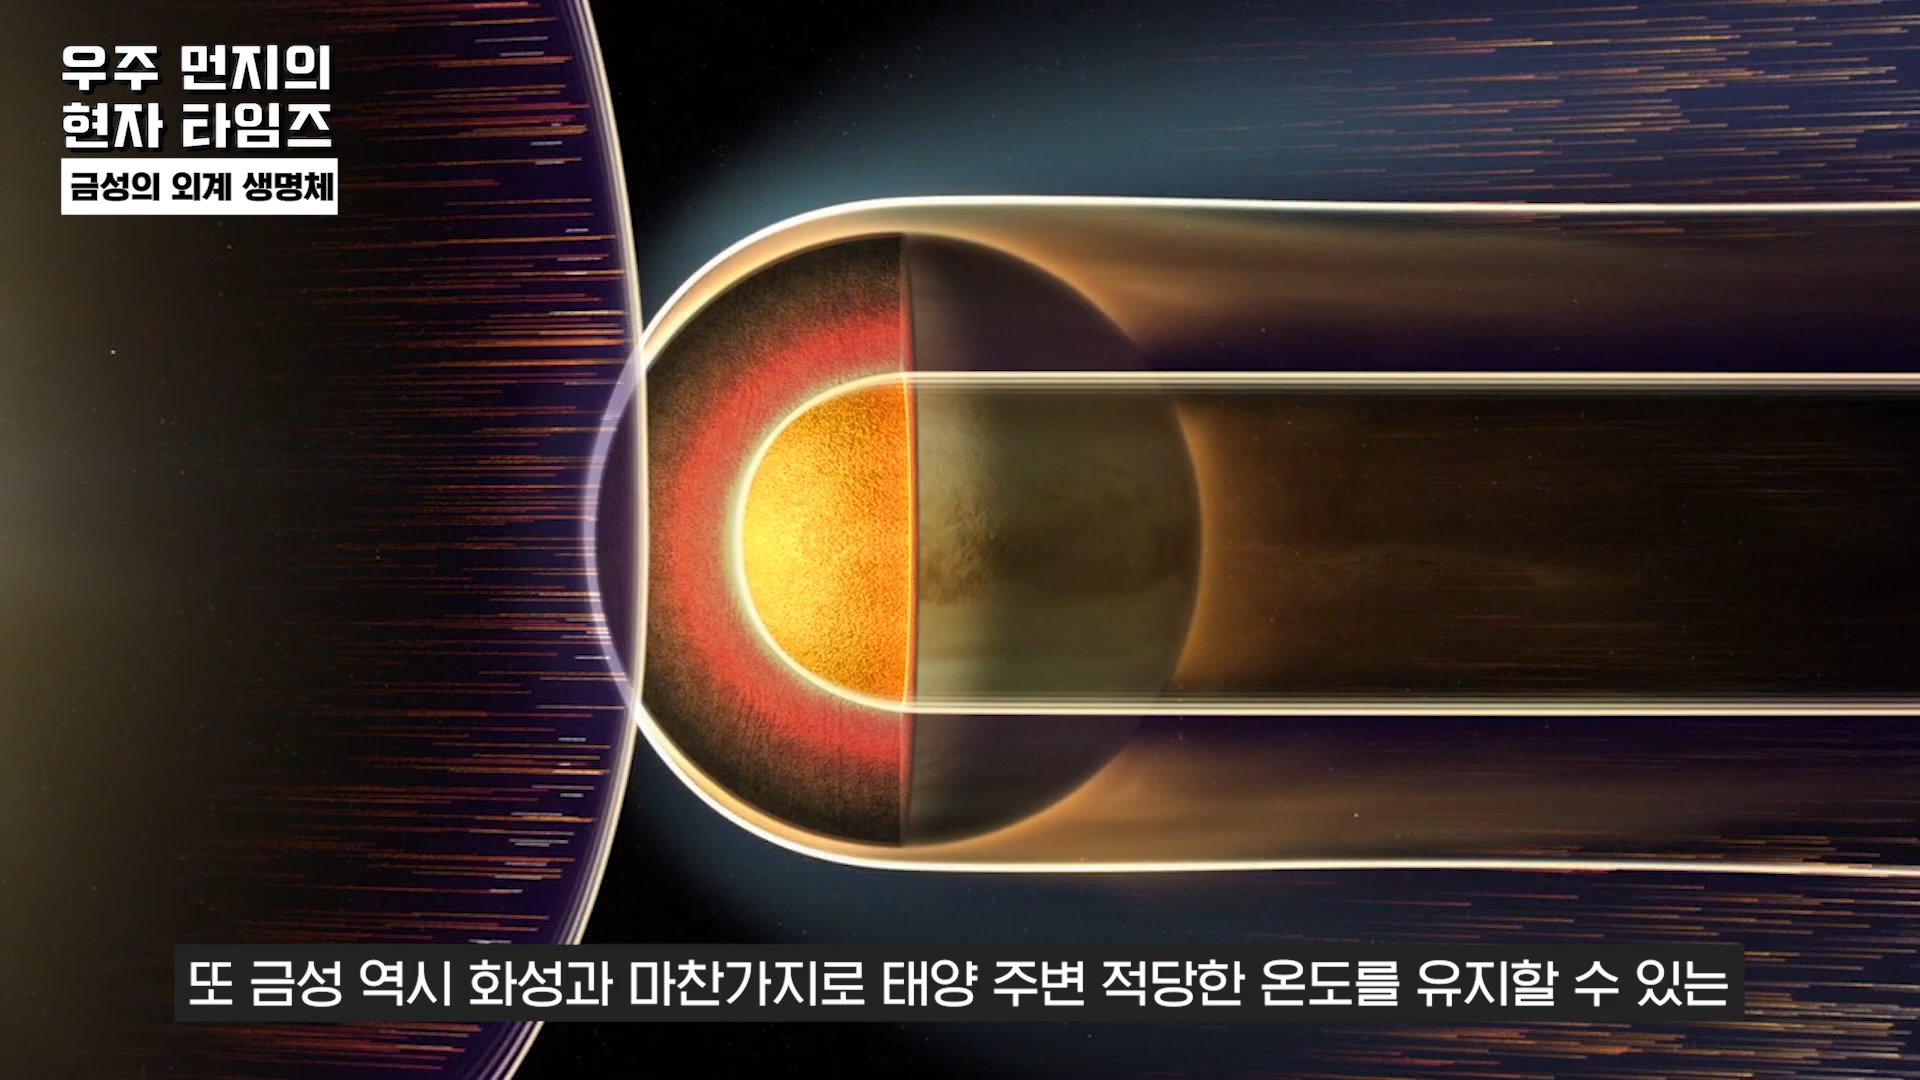 우주 먼지의
현자 타임즈
금성의 외계 생명체
또 금성 역시 화성과 마찬가지로 태양 주변 적당한 온도를 유지할 수 있는